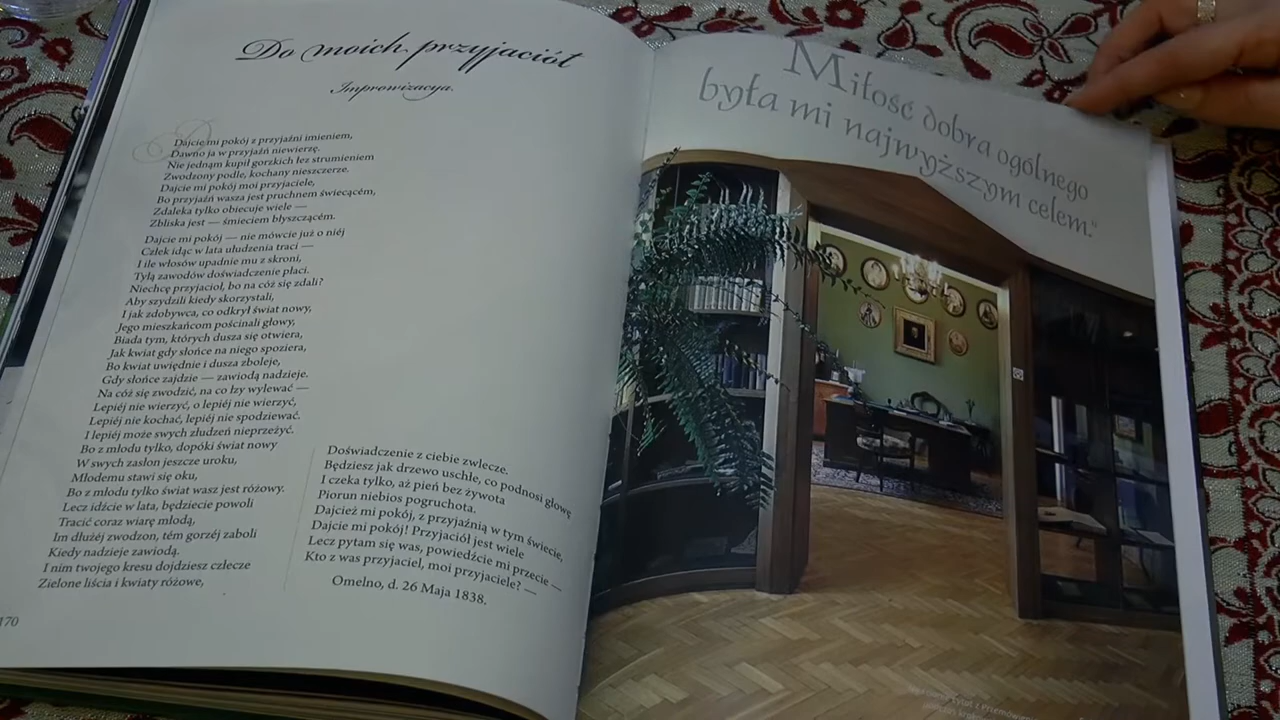 Do moich przyjaciół
Improwizacya.
Dajcie mi pokój z przyjaźni imieniem,
Dawno ja w przyjaźń niewierzę.
Nie jednąm kupił gorzkich łez strumieniem
Zwodzony podle, kochany nieszczerze.
Dajcie mi pokój moi przyjaciele,
Bo przyjaźń wasza jest pruchnem świecącém,
Zdaleka tylko obiecuje wiele —
Zbliska jest — śmieciem błyszczącém.
Dajcie mi pokój — nie mówcie już o niéj
Człek idąc w lata ułudzenia traci —
I ile włosów upadnie mu z skroni,
Tylą zawodów doświadczenie płaci.
Niechcę przyjacioł, bo na cóż się zdali?
Aby szydzili kiedy skorzystali,
I jak zdobywca, co odkrył świat nowy,
Jego mieszkańcom pościnali głowy,
Biada tym, których dusza się otwiera,
Jak kwiat gdy słońce na niego spoziera,
Bo kwiat uwiędnie i dusza zboleje,
Gdy słońce zajdzie — zawiodą nadzieje.
Na cóż się zwodzić, na co łzy wylewać —
Lepiéj nie wierzyć, o lepiéj nie wierzyć,
Lepiéj nie kochać, lepiéj nie spodziewać.
I lepiéj może swych złudzeń nieprzeżyć.
Bo z młodu tylko, dopóki świat nowy
W swych zasłon jeszcze uroku,
Młodemu stawi się oku,
Bo z młodu tylko świat wasz jest różowy.
Lecz idźcie w lata, będziecie powoli
Tracić coraz wiarę młodą,
Im dłużéj zwodzon, tém gorzéj zaboli
Kiedy nadzieje zawiodą.
I nim twojego kresu dojdziesz człecze
Zielone liścia i kwiaty różowe,
170
Doświadczenie z ciebie zwlecze.
Będziesz jak drzewo uschłe, co podnosi głowę
I czeka tylko, aż pień bez żywota
Piorun niebios pogruchota.
Dajcież mi pokój, z przyjaźnią w tym świecie,
Dajcie mi pokój! Przyjaciół jest wiele
Lecz pytam się was, powiedźcie mi przecie —
Kto z was przyjaciel, moi przyjaciele? —
Omelno, d. 26 Maja 1838.
Miłość dobra ogólnego
była mi najwyższym celem."